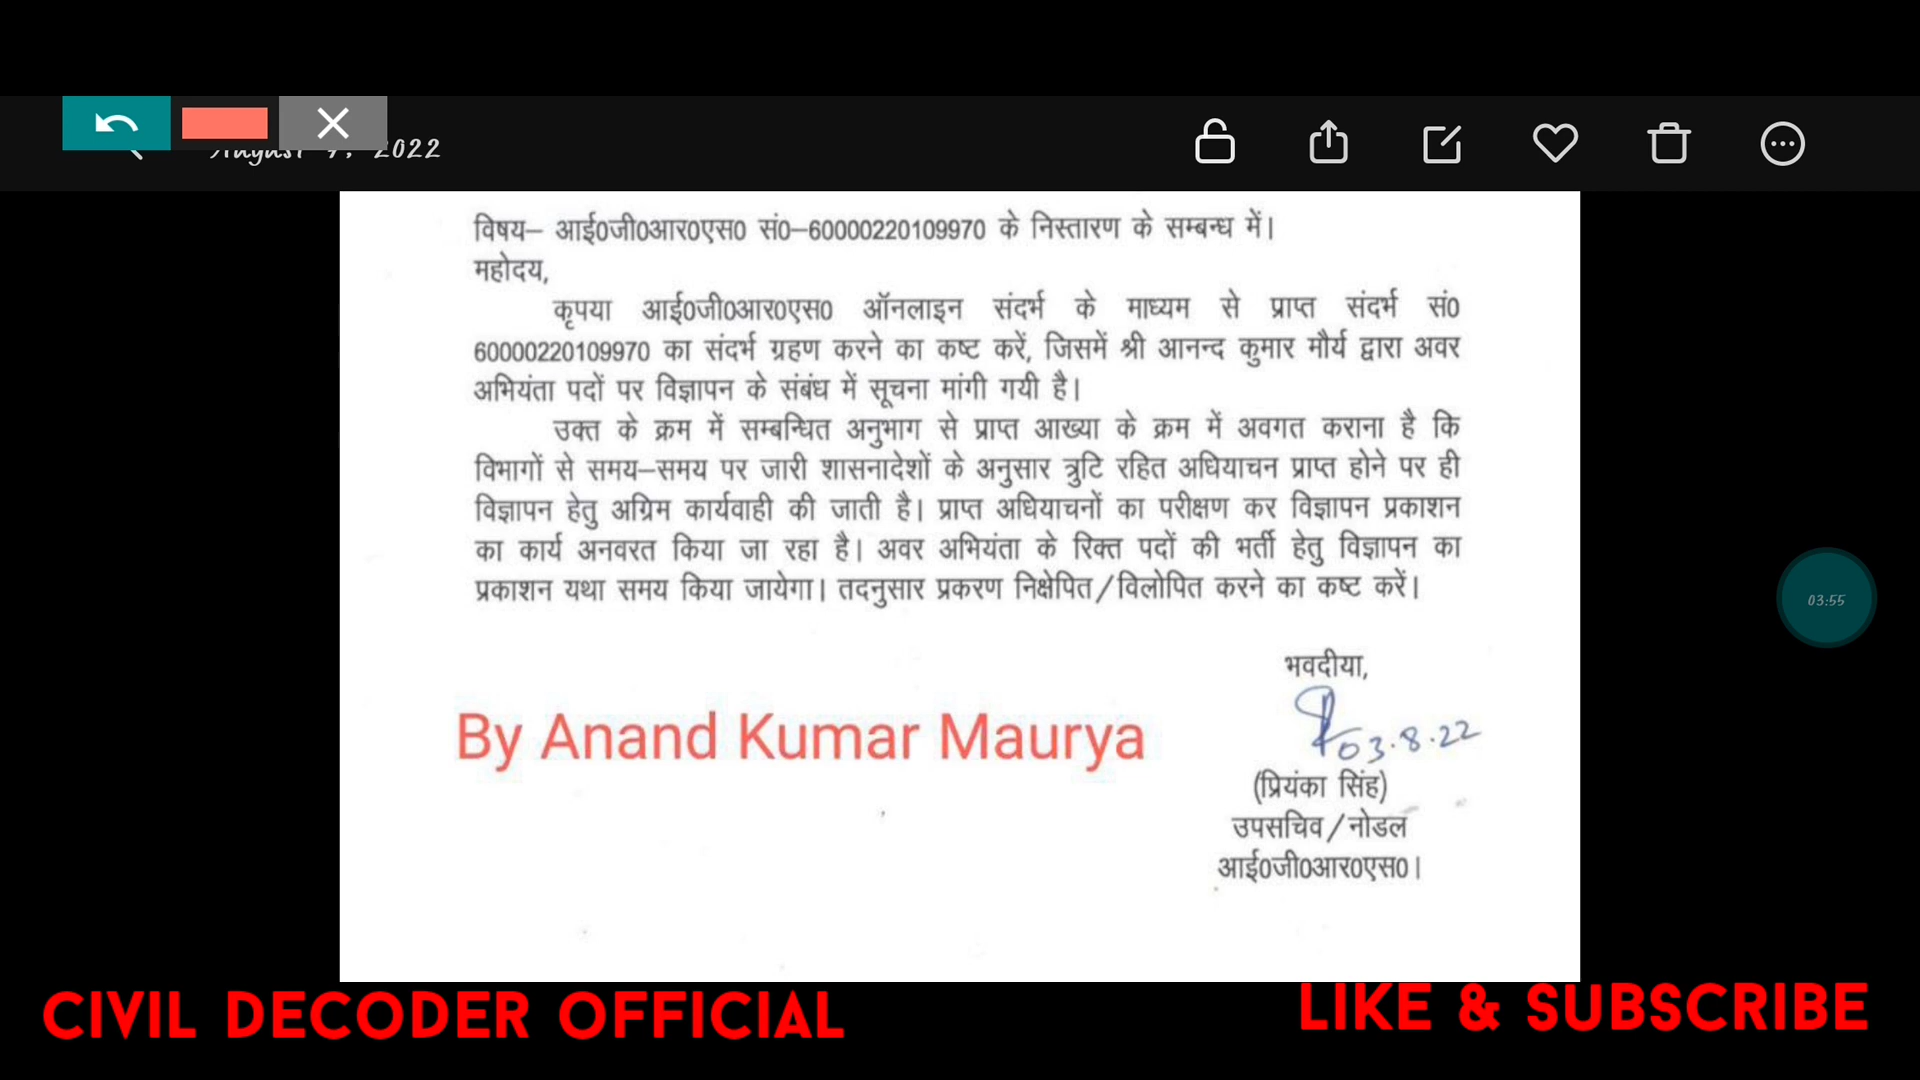 August 4, 2022
विषय– आई0जी0आर0एस0 सं0–60000220109970 के निस्तारण के सम्बन्ध में।
महोदय,
कृपया आई0जी0आर0एस0 ऑनलाइन संदर्भ के माध्यम से प्राप्त संदर्भ सं0
60000220109970 का संदर्भ ग्रहण करने का कष्ट करें, जिसमें श्री आनन्द कुमार मौर्य द्वारा अवर
अभियंता पदों पर विज्ञापन के संबंध में सूचना मांगी गयी है।
उक्त के क्रम में सम्बन्धित अनुभाग से प्राप्त आख्या के क्रम में अवगत कराना है कि
विभागों से समय–समय पर जारी शासनादेशों के अनुसार त्रुटि रहित अधियाचन प्राप्त होने पर ही
विज्ञापन हेतु अग्रिम कार्यवाही की जाती है। प्राप्त अधियाचनों का परीक्षण कर विज्ञापन प्रकाशन
का कार्य अनवरत किया जा रहा है। अवर अभियंता के रिक्त पदों की भर्ती हेतु विज्ञापन का
प्रकाशन यथा समय किया जायेगा। तदनुसार प्रकरण निक्षेपित/विलोपित करने का कष्ट करें।
03:55
भवदीया,
03.8.22
By Anand Kumar Maurya
(प्रियंका सिंह)
उपसचिव/नोडल
आई0जी0आर0एस0।
CIVIL DECODER OFFICIAL
LIKE & SUBSCRIBE